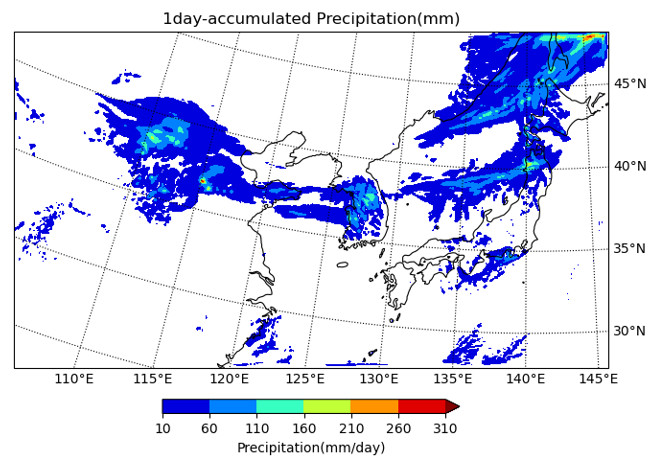 1day-accumulated Precipitation(mm)
45°N
40°N
35°N
30°N
110°E 115°E 120°E 125°E 130°E 135°E 140°E 145°E
10 60 110 160 210 260 310
Precipitation(mm/day)